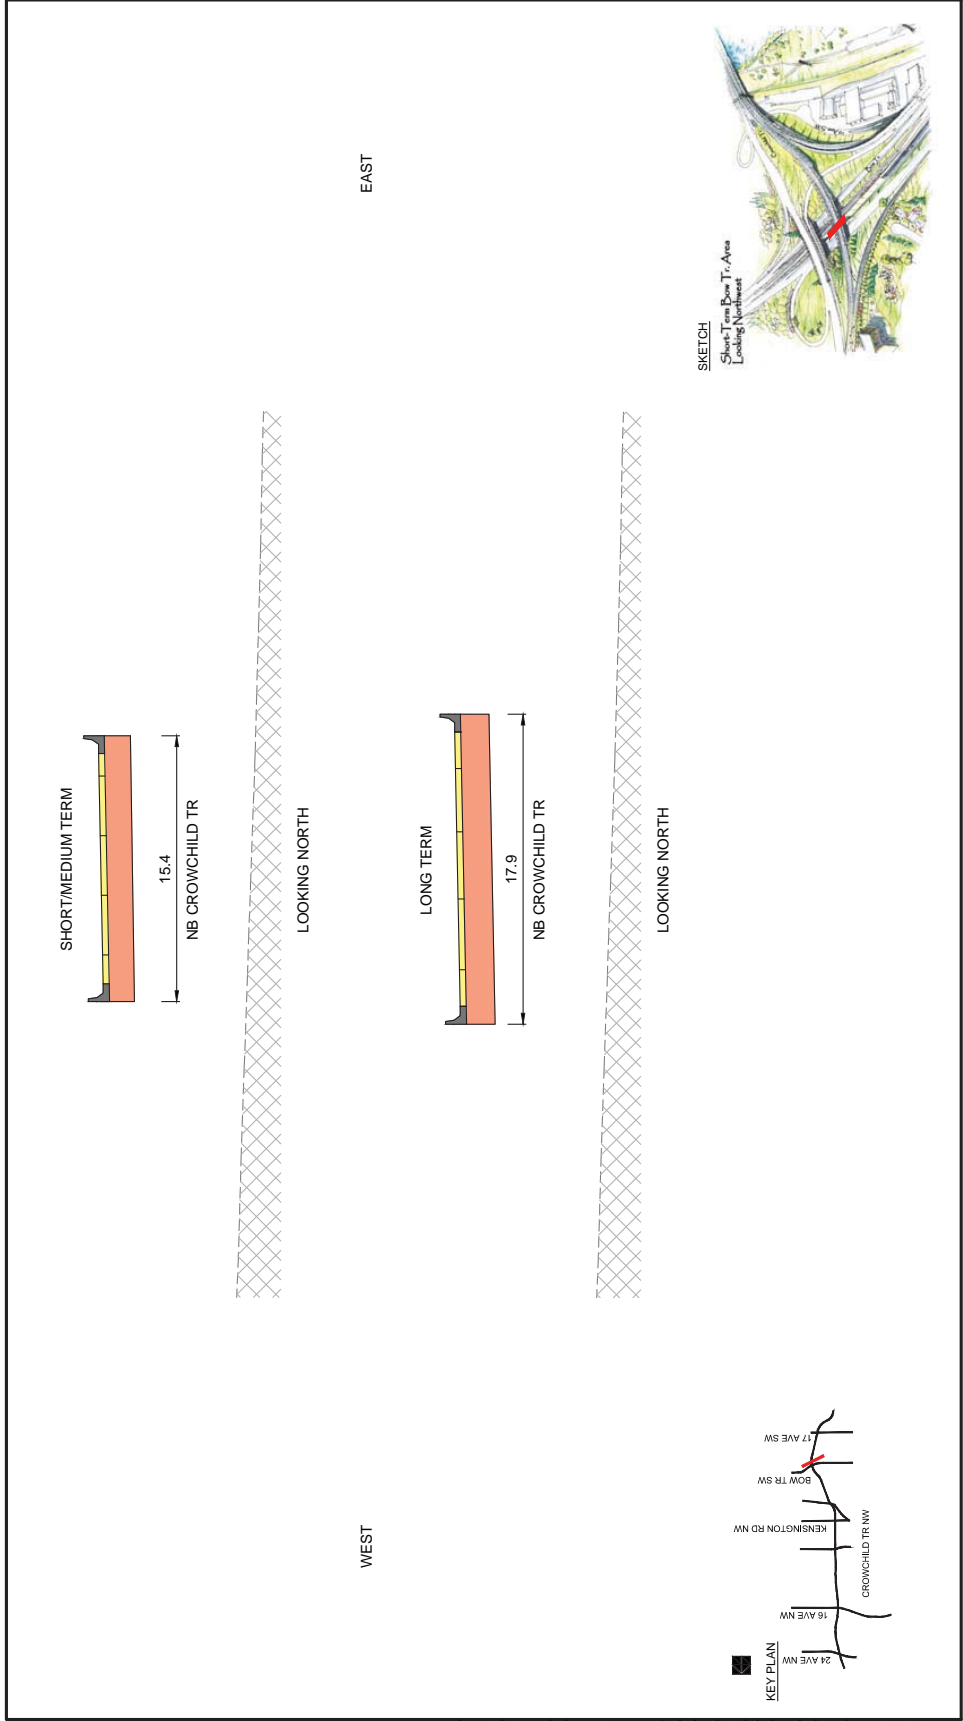 SHORT/MEDIUM TERM
15.4
NB CROWCHILD TR
LOOKING NORTH
WEST
EAST
LONG TERM
17.9
NB CROWCHILD TR
LOOKING NORTH
KEY PLAN
24 AVE NW
16 AVE NW
KENSINGTON RD NW
BOW TR SW
17 AVE SW
CROWCHILD TR NW
SKETCH
Short-Term Bow Tr. Area
Looking Northwest